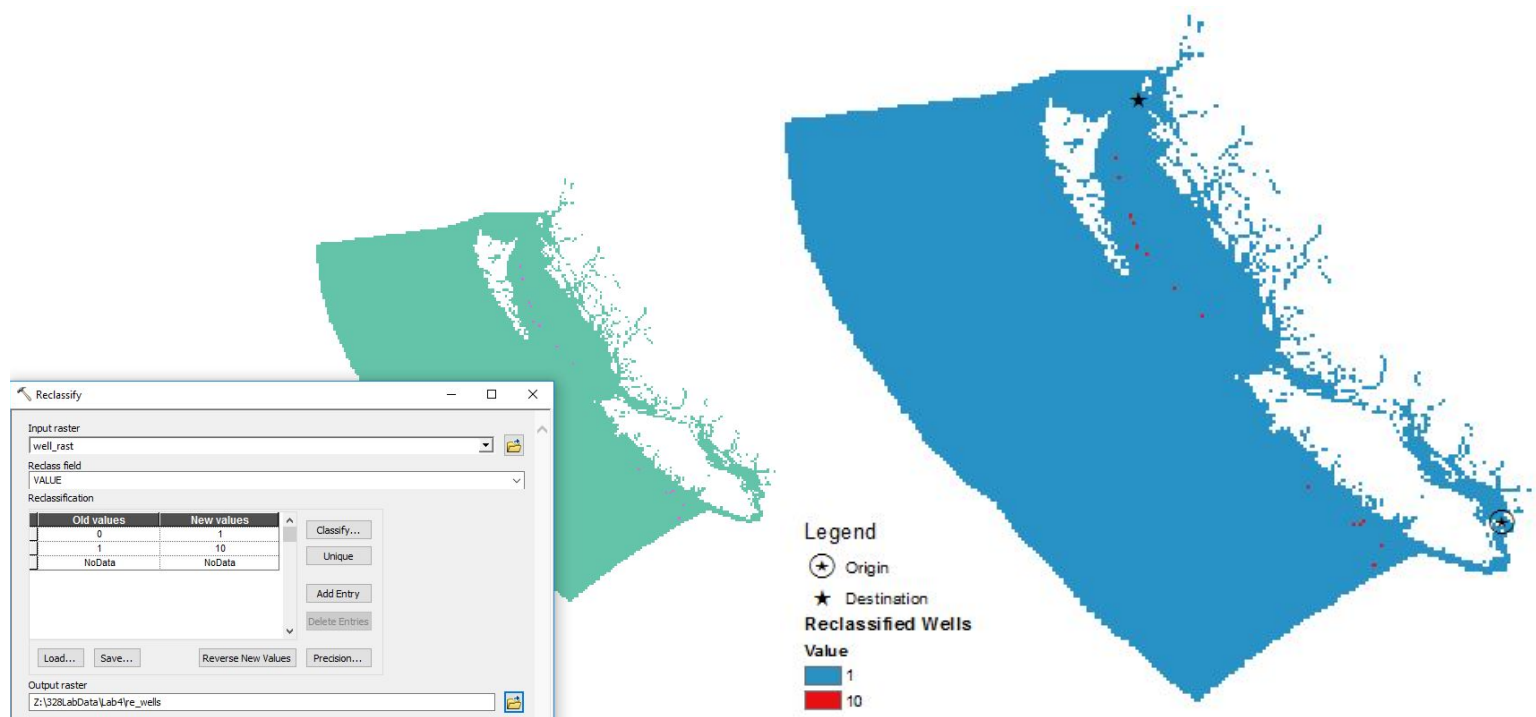 Reclassify
Input raster
well_rast
Reclass field
VALUE
Reclassification
Old values New values
0 1
1 10
NoData NoData
Classify...
Unique
Add Entry
Delete Entries
Load... Save... Reverse New Values Precision...
Output raster
Z:\328LabData\Lab4\re_wells
Legend
Origin
Destination
Reclassified Wells
Value
1
10